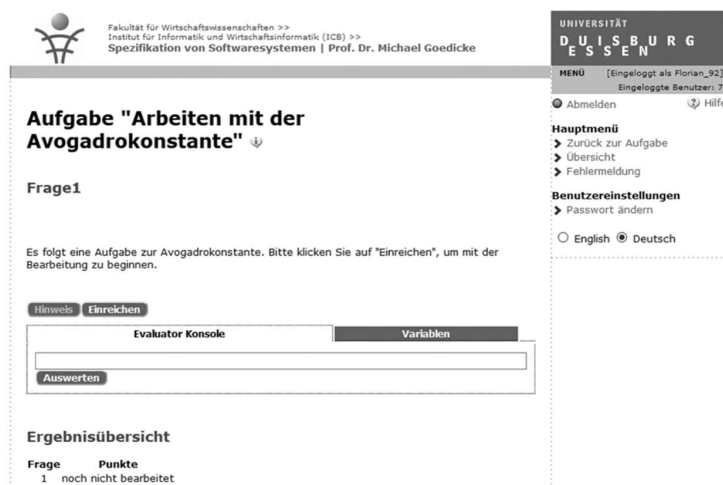 Fakultät für Wirtschaftswissenschaften >>
Institut für Informatik und Wirtschaftsinformatik (ICB) >>
Spezifikation von Softwaresystemen | Prof. Dr. Michael Goedicke
UNIVERSITÄT
DUISBURG
ESSEN
MENÜ [Eingeloggt als Florian_92]
Eingeloggte Benutzer: 7
Abmelden Hilfe
Hauptmenü
Zurück zur Aufgabe
Übersicht
Fehlermeldung
Benutzereinstellungen
Passwort ändern
English Deutsch
Aufgabe "Arbeiten mit der
Avogadrokonstante"
Frage1
Es folgt eine Aufgabe zur Avogadrokonstante. Bitte klicken Sie auf "Einreichen", um mit der
Bearbeitung zu beginnen.
Hinweis Einreichen
Evaluator Konsole Variablen
Auswerten
Ergebnisübersicht
Frage Punkte
1 noch nicht bearbeitet